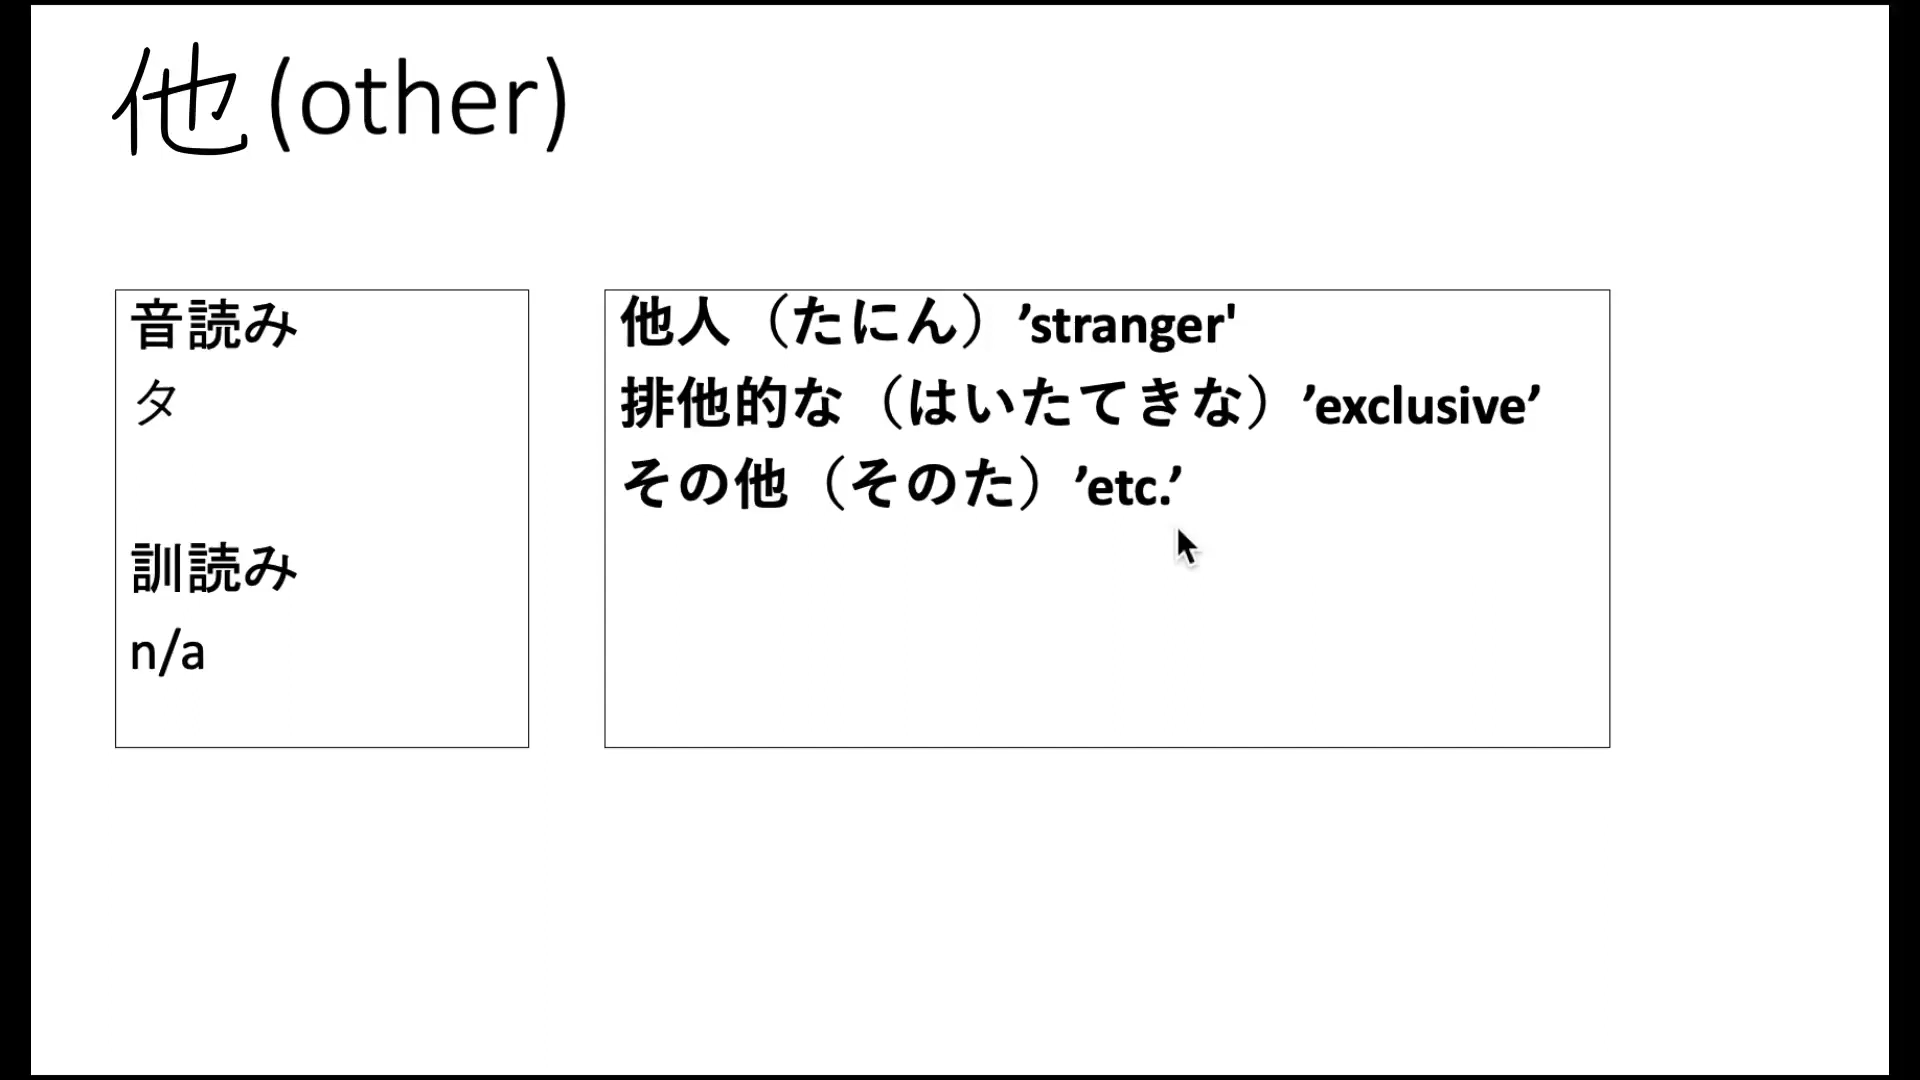 他(other)
音読み
タ
訓読み
n/a
他人（たにん）’stranger'
排他的な（はいたてきな）’exclusive’
その他（そのた）’etc.’